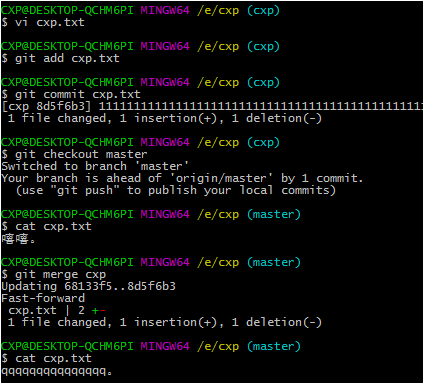 CXP@DESKTOP-QCHM6PI MINGW64 /e/cxp (cxp)
$ vi cxp.txt
CXP@DESKTOP-QCHM6PI MINGW64 /e/cxp (cxp)
$ git add cxp.txt
CXP@DESKTOP-QCHM6PI MINGW64 /e/cxp (cxp)
$ git commit cxp.txt
[cxp 8d5f6b3] 11111111111111111111111111111111111111111111111
1 file changed, 1 insertion(+), 1 deletion(-)
CXP@DESKTOP-QCHM6PI MINGW64 /e/cxp (cxp)
$ git checkout master
Switched to branch 'master'
Your branch is ahead of 'origin/master' by 1 commit.
(use "git push" to publish your local commits)
CXP@DESKTOP-QCHM6PI MINGW64 /e/cxp (master)
$ cat cxp.txt
嘻嘻。
CXP@DESKTOP-QCHM6PI MINGW64 /e/cxp (master)
$ git merge cxp
Updating 68133f5..8d5f6b3
Fast-forward
cxp.txt | 2 +-
1 file changed, 1 insertion(+), 1 deletion(-)
CXP@DESKTOP-QCHM6PI MINGW64 /e/cxp (master)
$ cat cxp.txt
qqqqqqqqqqqqqqq。